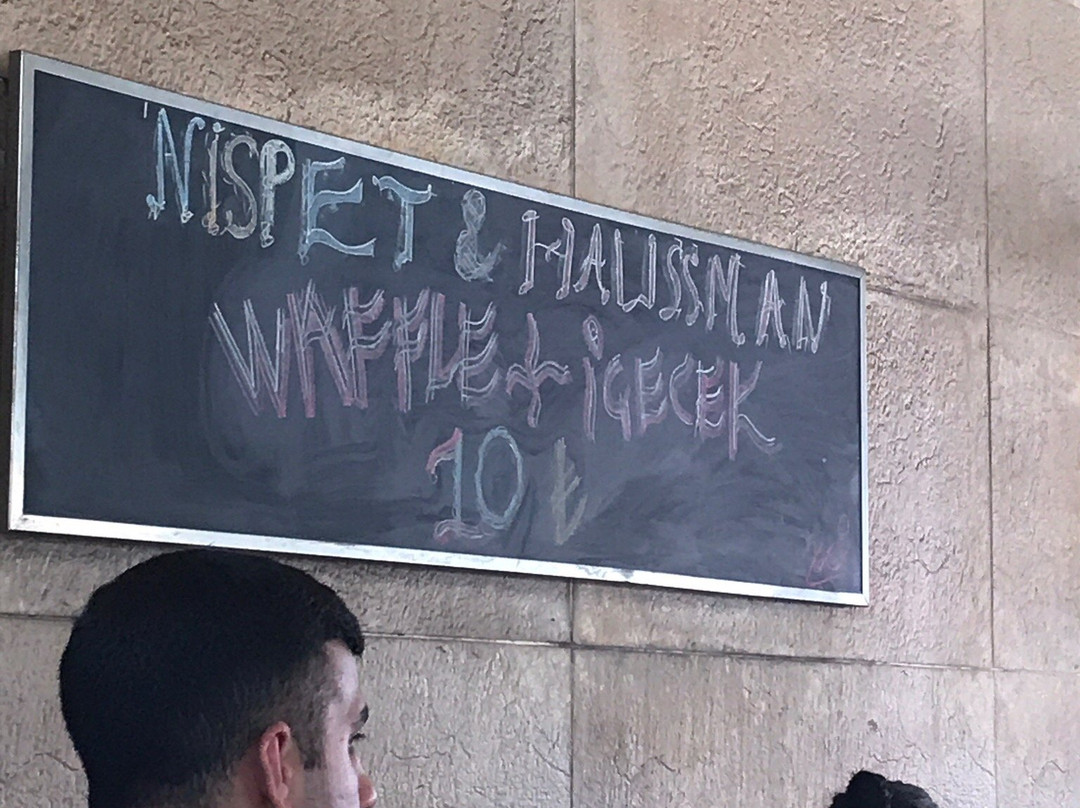 'NİSPET & HAUSSMAN
WAFFLE + İÇECEK
10 ₺